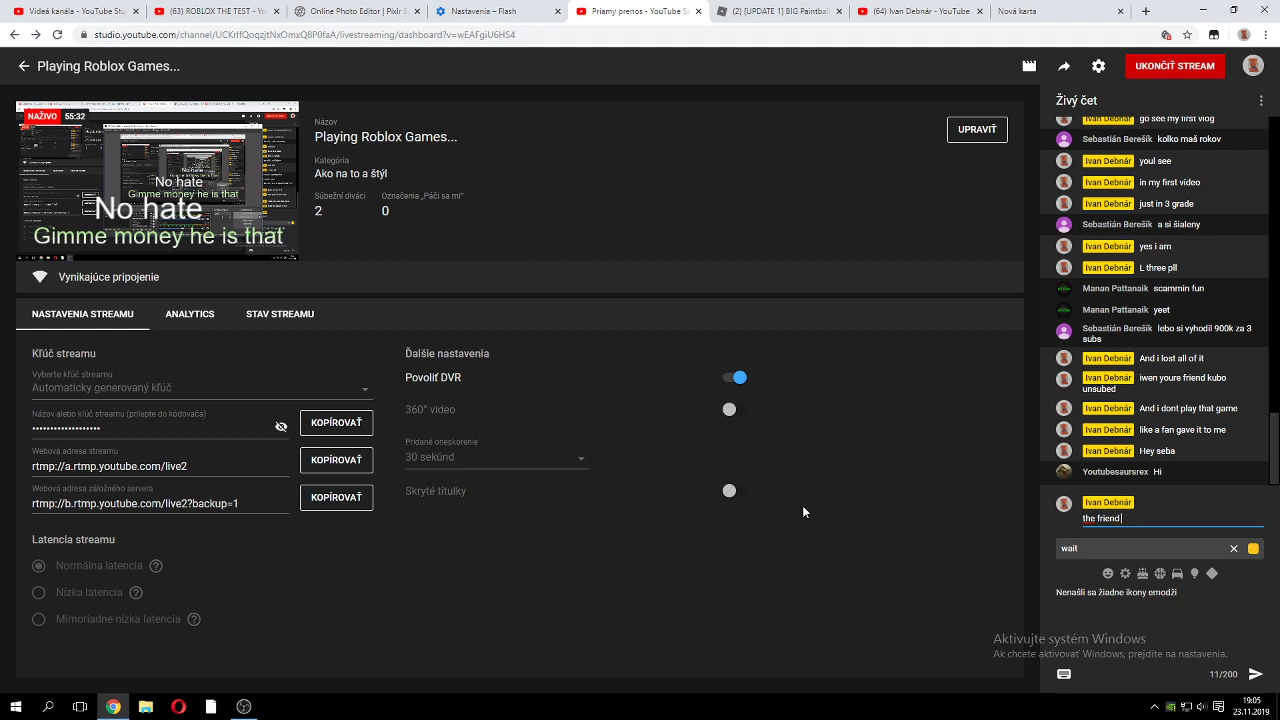 Videá kanála - YouTube Stu
(63) ROBLOX THE TEST - Yo
Online Photo Editor | Pixlr E
Nastavenia – Flash
Priamy prenos - YouTube S
(2) [UPDATE 1] BIG Paintball
(64) Ivan Debnár - YouTube
Nová karta
studio.youtube.com/channel/UCKrIfQoqzjtNxOmxQ8P0faA/livestreaming/dashboard?v=wEAFgiU6HS4
Playing Roblox Games...
UKONČIŤ STREAM
NAŽIVO 55:32
No hate
Gimme money he is that
No hate
Gimme money he is that
Názov
Playing Roblox Games...
Kategória
Ako na to a štýl
Súbežní diváci
Označenia „Páči sa mi"
2
0
UPRAVIŤ
Vynikajúce pripojenie
NASTAVENIA STREAMU
ANALYTICS
STAV STREAMU
Kľúč streamu
Vyberte kľúč streamu
Automaticky generovaný kľúč
Názov alebo kľúč streamu (prilepte do kódovača)
KOPÍROVAŤ
Webová adresa streamu
rtmp://a.rtmp.youtube.com/live2
KOPÍROVAŤ
Webová adresa záložného servera
rtmp://b.rtmp.youtube.com/live2?backup=1
KOPÍROVAŤ
Latencia streamu
Normálna latencia
Nízka latencia
Mimoriadne nízka latencia
Ďalšie nastavenia
Povoliť DVR
360° video
Pridané oneskorenie
30 sekúnd
Skryté titulky
Živý čet
Ivan Debnár go see my first vlog
Sebastián Berešík kolko maš rokov
Ivan Debnár youl see
Ivan Debnár in my first video
Ivan Debnár just in 3 grade
Sebastián Berešík a si šialeny
Ivan Debnár yes i am
Ivan Debnár L three pll
Manan Pattanaik scammin fun
Manan Pattanaik yeet
Sebastián Berešík lebo si vyhodil 900k za 3
subs
Ivan Debnár And i lost all of it
Ivan Debnár iwen youre friend kubo
unsubed
Ivan Debnár And i dont play that game
Ivan Debnár like a fan gave it to me
Ivan Debnár Hey seba
Youtubesaursrex Hi
Ivan Debnár
the friend
wait
Nenašli sa žiadne ikony emodži
Aktivujte systém Windows
Ak chcete aktivovať Windows, prejdite na nastavenia.
11/200
19:05
23.11.2019